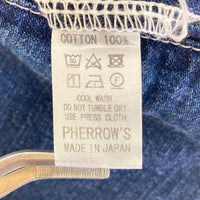 COTTON 100%
COOL WASH.
DO NOT TUMBLE DRY.
USE PRESS CLOTH.
PHERROW'S
MADE IN JAPAN